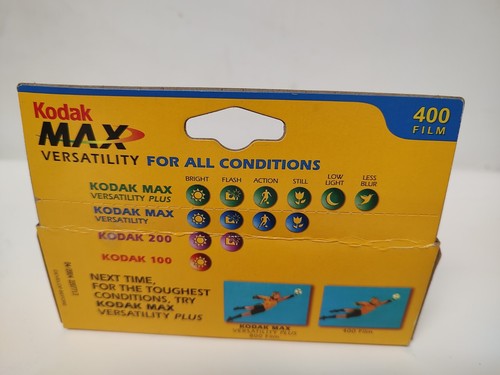 Kodak
400
MAX
FILM
VERSATILITY FOR ALL CONDITIONS
BRIGHT FLASH ACTION STILL LOW LIGHT LESS BLUR
KODAK MAX
VERSATILITY PLUS
KODAK MAX
VERSATILITY
KODAK 200
KODAK 100
NEXT TIME,
FOR THE TOUGHEST
CONDITIONS, TRY
KODAK MAX
VERSATILITY PLUS
KODAK MAX
VERSATILITY PLUS
800 Film
400 Film